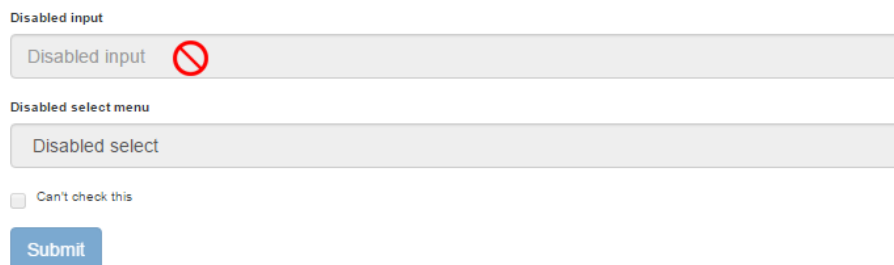 Disabled input
Disabled input
Disabled select menu
Disabled select
Can't check this
Submit